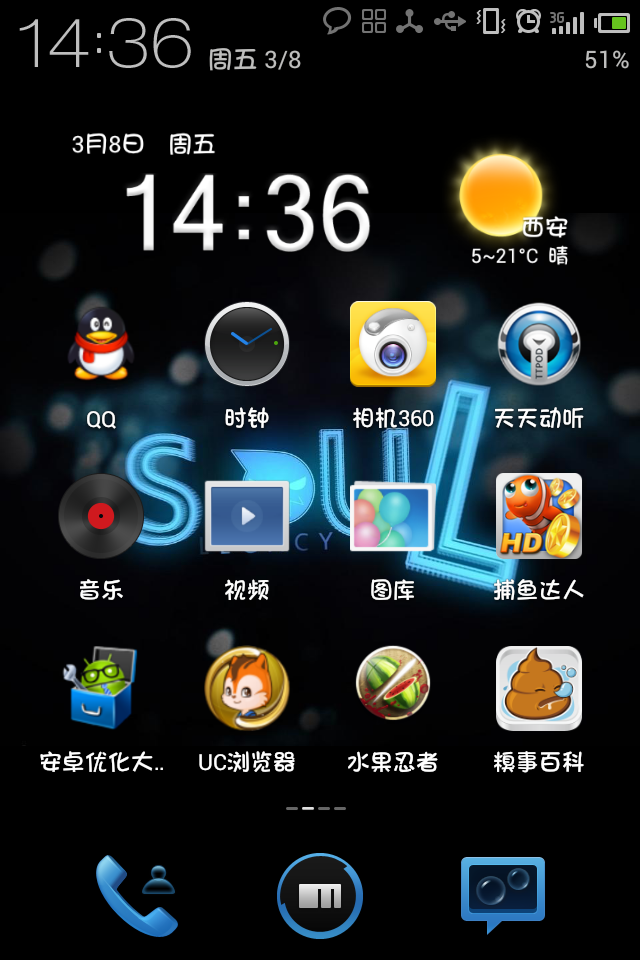 14:36 周五 3/8
3G
51%
3月8日 周五
14:36
西安
5~21°C 晴
QQ
时钟
相机360
天天动听
TTPOD
SOUL
音乐
视频
图库
HD
捕鱼达人
安卓优化大..
UC浏览器
水果忍者
糗事百科